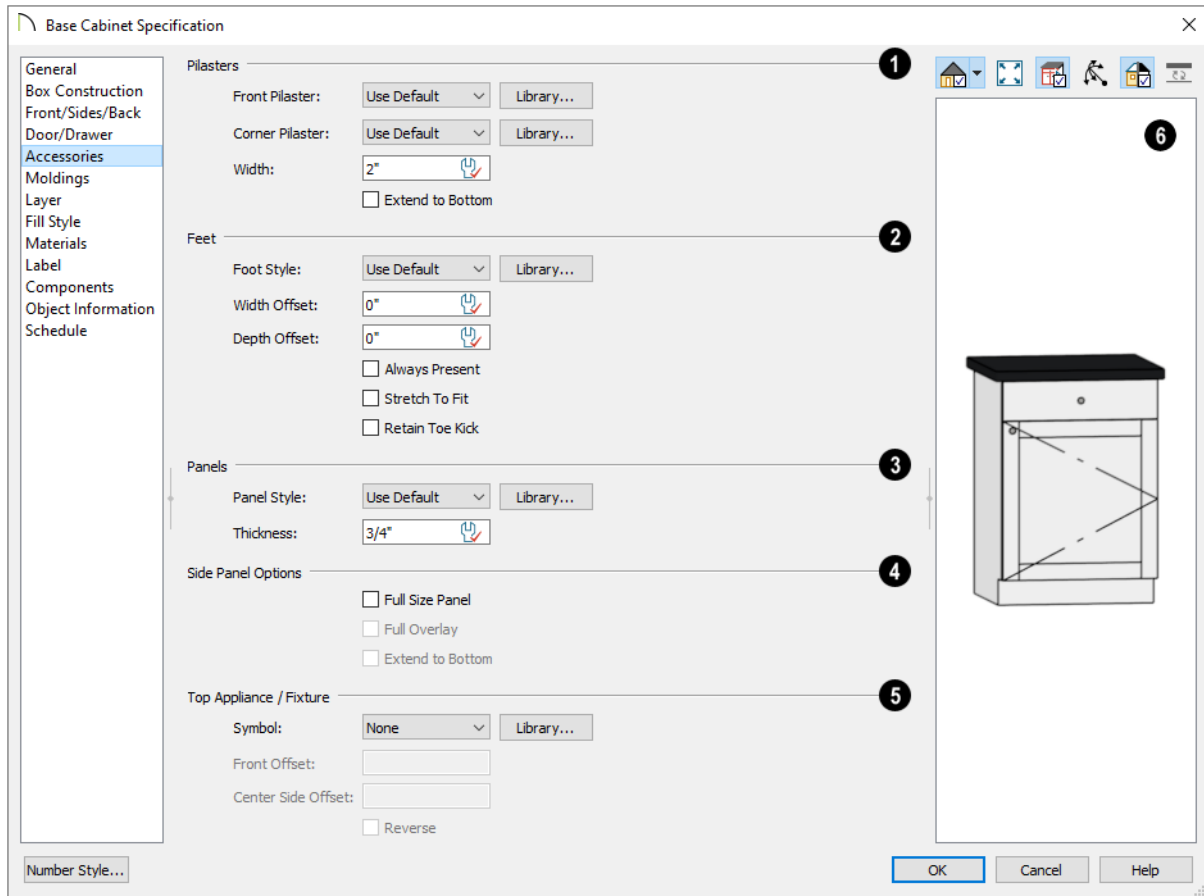 Base Cabinet Specification
General
Box Construction
Front/Sides/Back
Door/Drawer
Accessories
Moldings
Layer
Fill Style
Materials
Label
Components
Object Information
Schedule
Pilasters 1
Front Pilaster: Use Default Library...
Corner Pilaster: Use Default Library...
Width: 2"
Extend to Bottom
Feet 2
Foot Style: Use Default Library...
Width Offset: 0"
Depth Offset: 0"
Always Present
Stretch To Fit
Retain Toe Kick
Panels 3
Panel Style: Use Default Library...
Thickness: 3/4"
Side Panel Options 4
Full Size Panel
Full Overlay
Extend to Bottom
Top Appliance / Fixture 5
Symbol: None Library...
Front Offset:
Center Side Offset:
Reverse
6
Number Style... OK Cancel Help